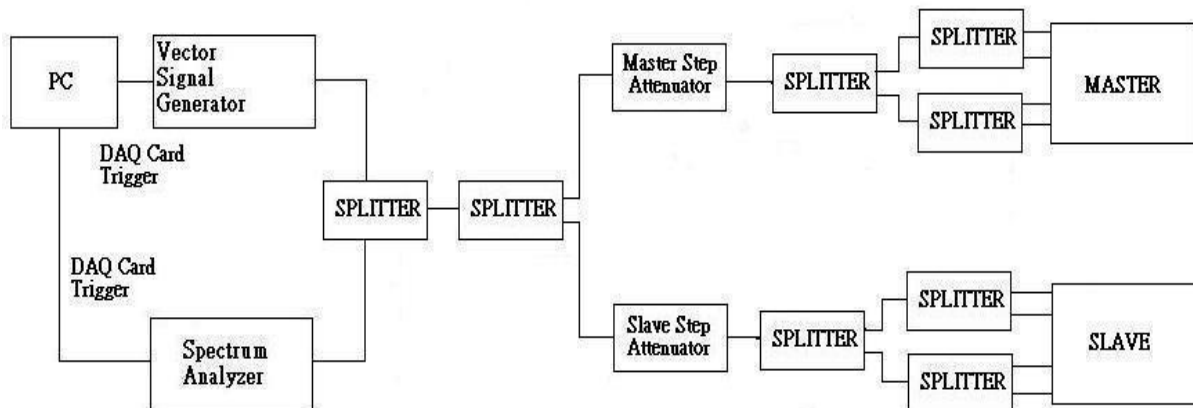 PC
Vector
Signal
Generator
DAQ Card
Trigger
DAQ Card
Trigger
Spectrum
Analyzer
SPLITTER
SPLITTER
Master Step
Attenuator
SPLITTER
SPLITTER
SPLITTER
MASTER
Slave Step
Attenuator
SPLITTER
SPLITTER
SPLITTER
SLAVE